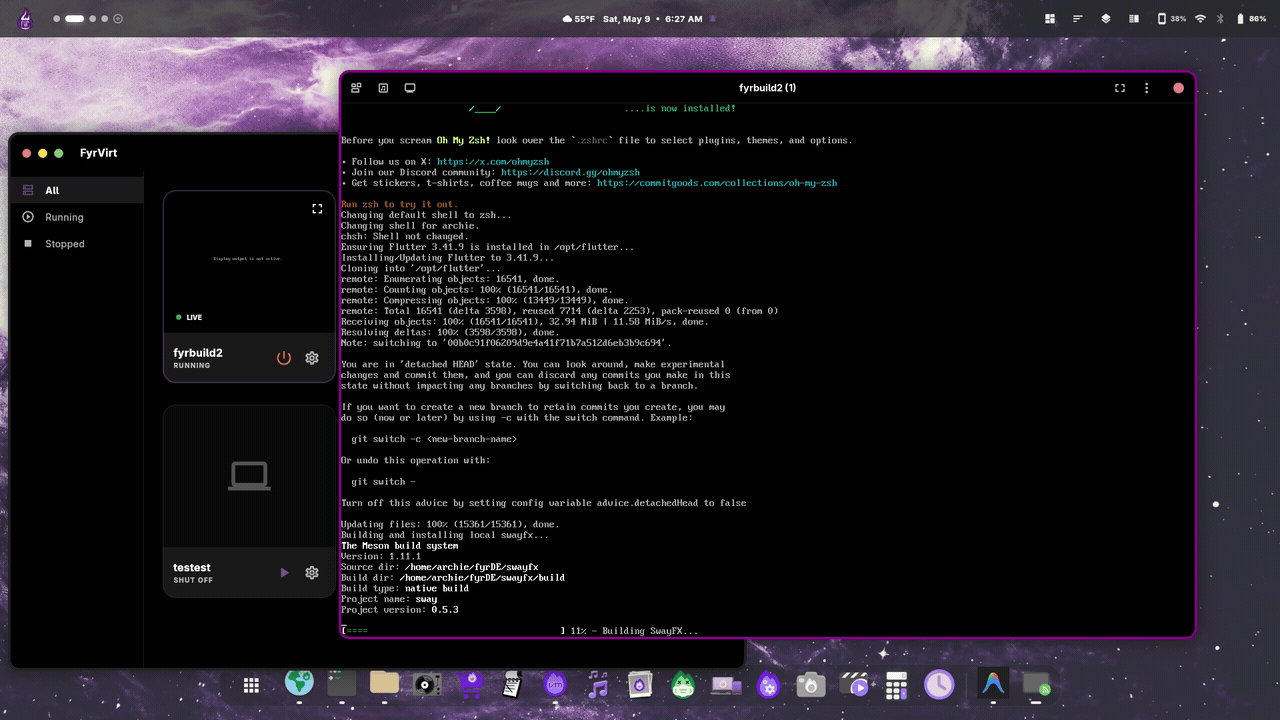 55°F Sat, May 9 • 6:27 AM
38%
86%
FyrVirt
All
Running
Stopped
Display output is not active.
LIVE
fyrbuild2
RUNNING
testest
SHUT OFF
fyrbuild2 (1)
/____/ ....is now installed!
Before you scream Oh My Zsh! look over the `.zshrc` file to select plugins, themes, and options.
• Follow us on X: https://x.com/ohmyzsh
• Join our Discord community: https://discord.gg/ohmyzsh
• Get stickers, t-shirts, coffee mugs and more: https://commitgoods.com/collections/oh-my-zsh
Run zsh to try it out.
Changing default shell to zsh...
Changing shell for archie.
chsh: Shell not changed.
Ensuring Flutter 3.41.9 is installed in /opt/flutter...
Installing/Updating Flutter to 3.41.9...
Cloning into '/opt/flutter'...
remote: Enumerating objects: 16541, done.
remote: Counting objects: 100% (16541/16541), done.
remote: Compressing objects: 100% (13449/13449), done.
remote: Total 16541 (delta 3598), reused 7714 (delta 2253), pack-reused 0 (from 0)
Receiving objects: 100% (16541/16541), 32.94 MiB | 11.58 MiB/s, done.
Resolving deltas: 100% (3598/3598), done.
Note: switching to '00b0c91f06209d9e4a41f71b7a512d6eb3b9c694'.
You are in 'detached HEAD' state. You can look around, make experimental
changes and commit them, and you can discard any commits you make in this
state without impacting any branches by switching back to a branch.
If you want to create a new branch to retain commits you create, you may
do so (now or later) by using -c with the switch command. Example:
git switch -c <new-branch-name>
Or undo this operation with:
git switch -
Turn off this advice by setting config variable advice.detachedHead to false
Updating files: 100% (15361/15361), done.
Building and installing local swayfx...
The Meson build system
Version: 1.11.1
Source dir: /home/archie/fyrDE/swayfx
Build dir: /home/archie/fyrDE/swayfx/build
Build type: native build
Project name: sway
Project version: 0.5.3
[==== ] 11% - Building SwayFX...